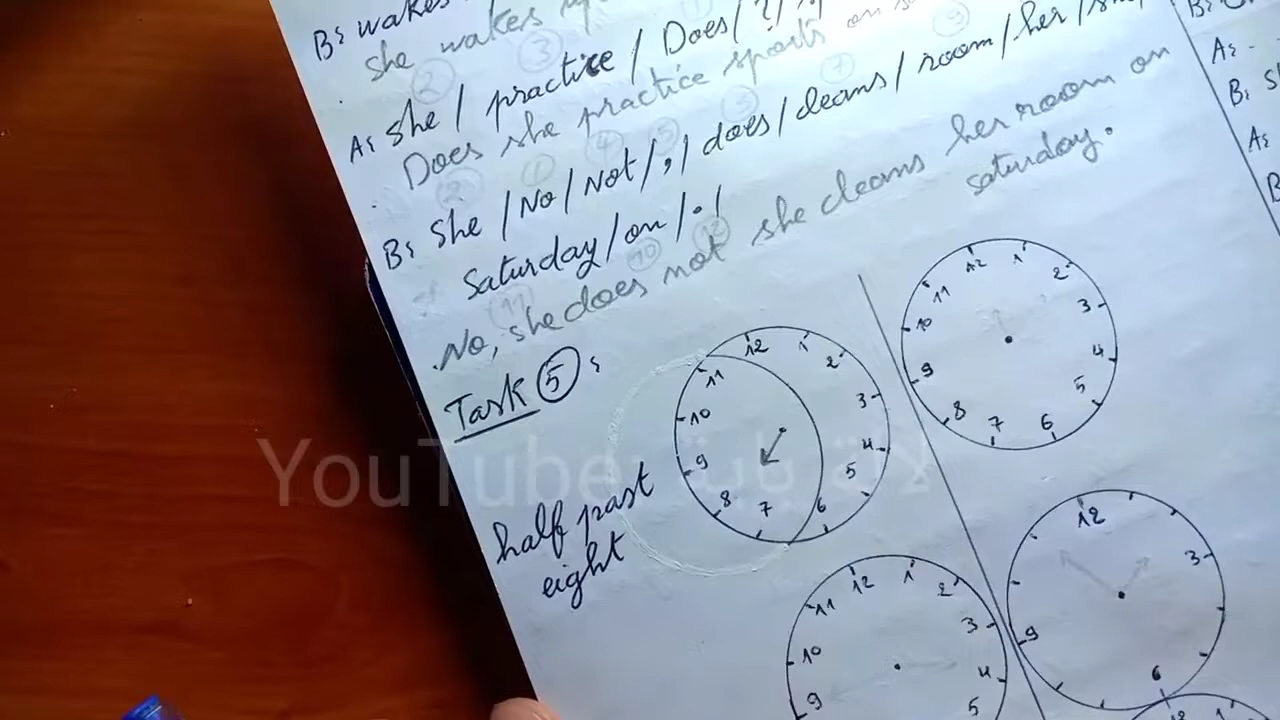 B: wakes
she wakes
A: She / practice / Does / ? /
Does she practice sports on
B: She / No / Not / , / does / cleans / room / her /
Saturday / on / . /
No, she does not she cleans her room on
saturday.
Task 5 :
half past
eight
12 1 2 3 4 5 6 7 8 9 10 11
12 1 2 3 4 5 6 7 8 9 10 11
12 1 2 3 4 5 9 10 11
12 3 6 9
12 1
A:
B: S
A:
B
YouTube